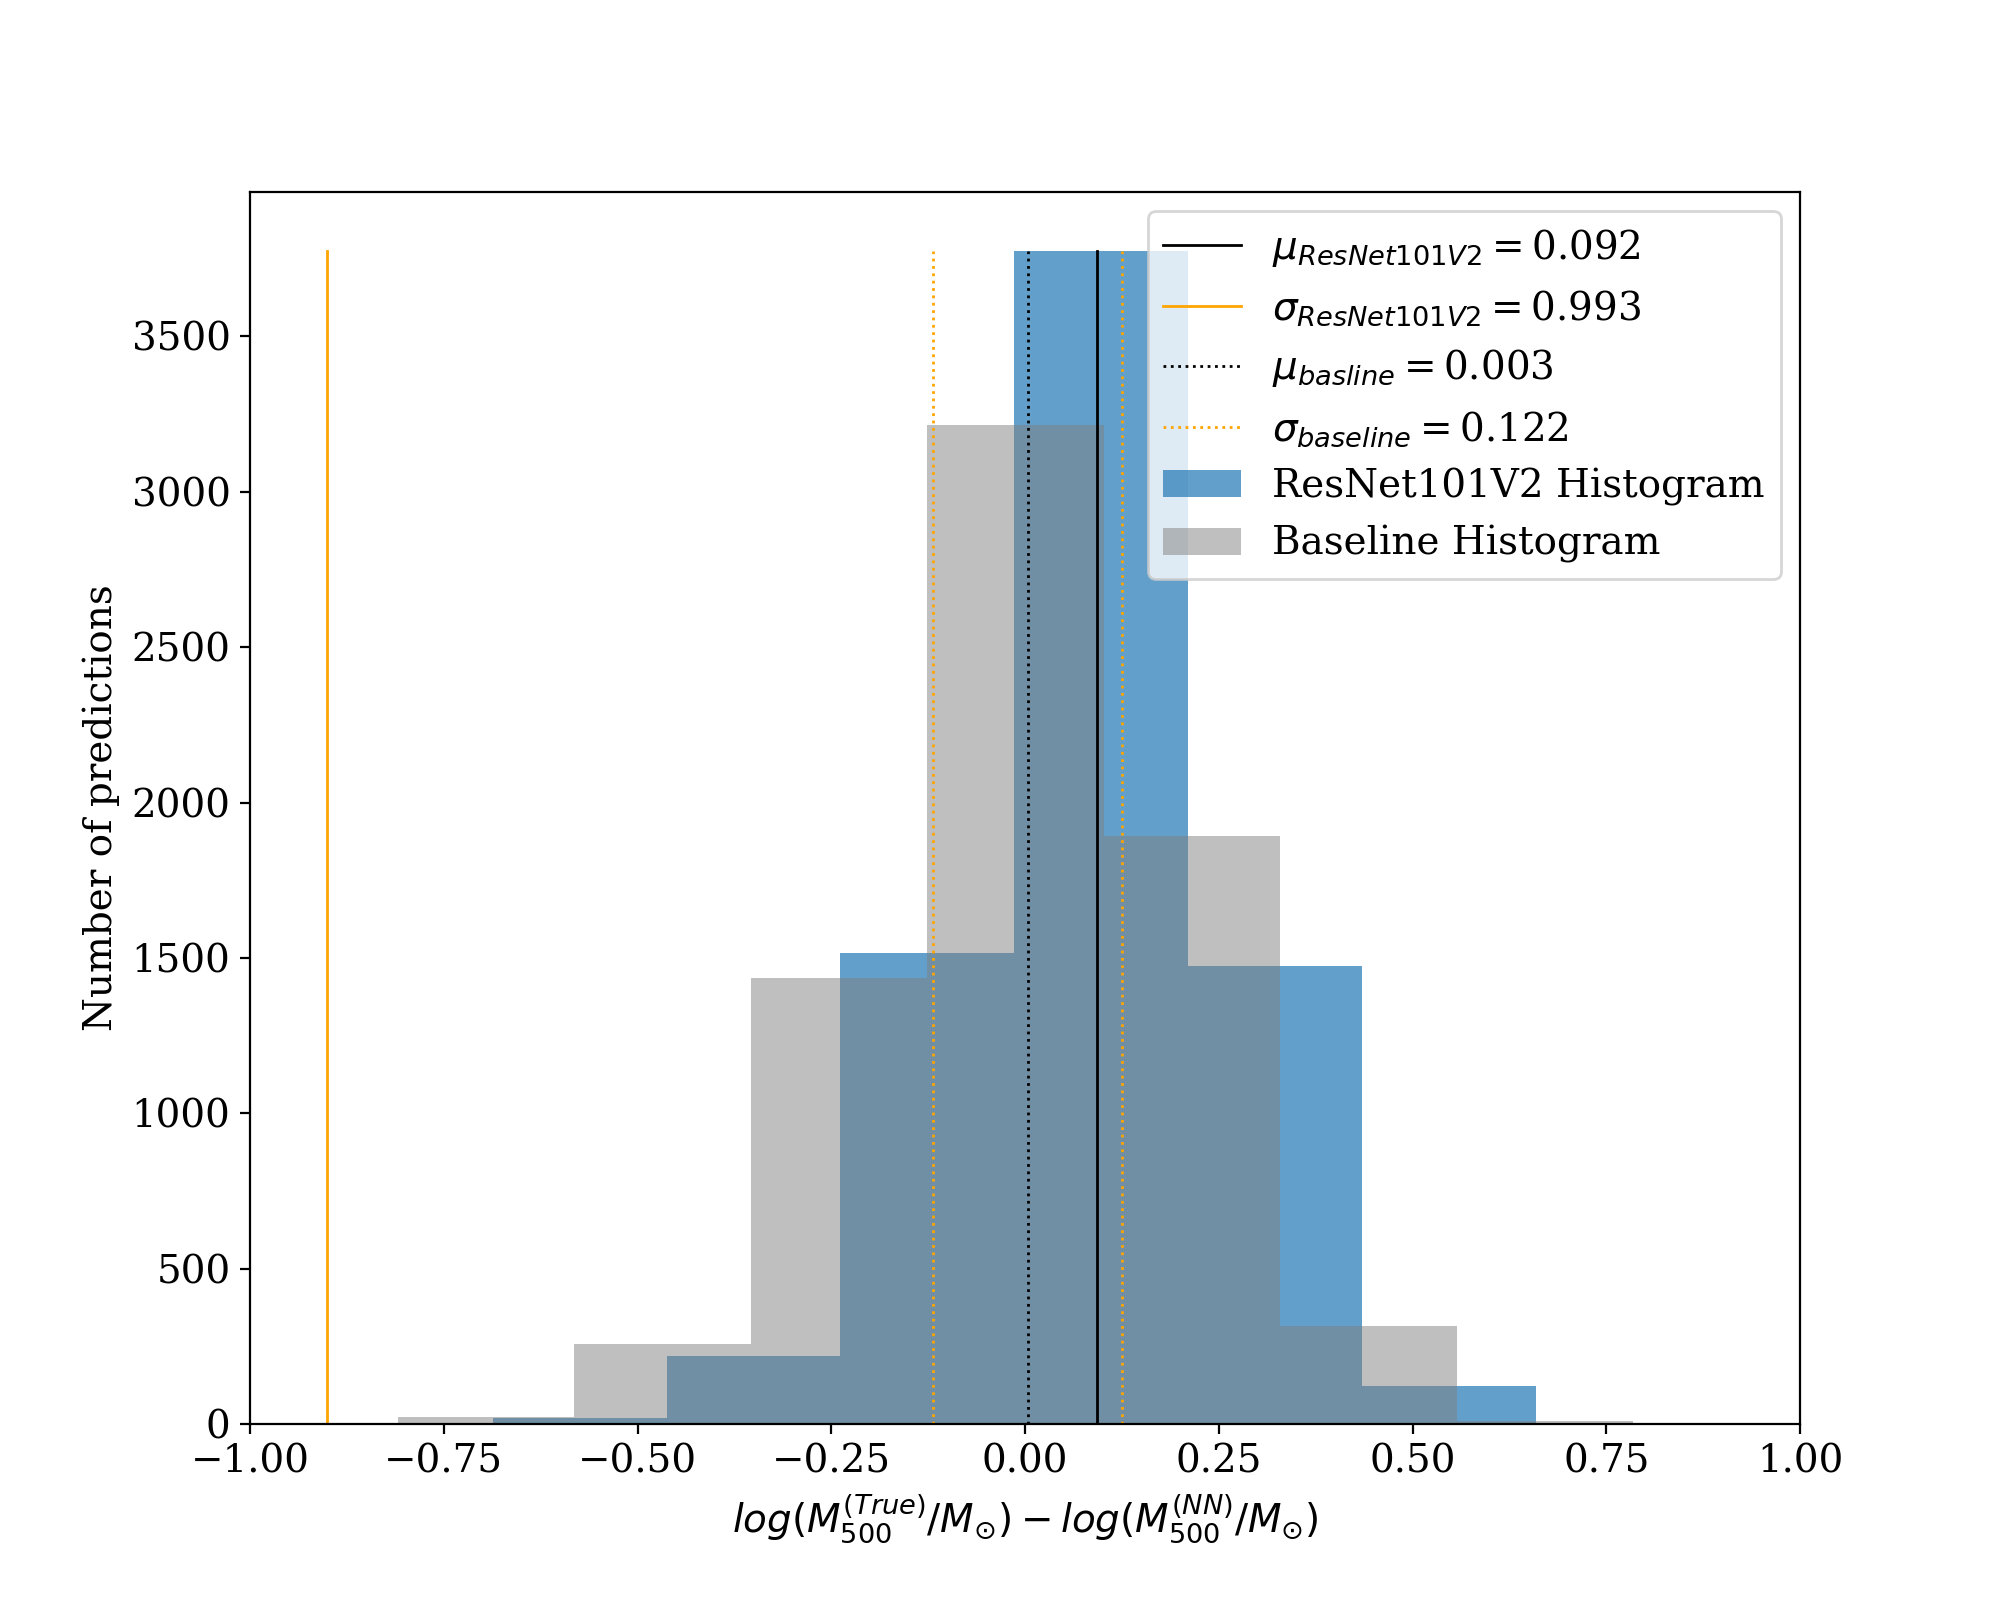 μ_ResNet101V2 = 0.092
σ_ResNet101V2 = 0.993
μ_basline = 0.003
σ_baseline = 0.122
ResNet101V2 Histogram
Baseline Histogram
Number of predictions
3500
3000
2500
2000
1500
1000
500
0
−1.00 −0.75 −0.50 −0.25 0.00 0.25 0.50 0.75 1.00
log(M_500^(True)/M_⊙) − log(M_500^(NN)/M_⊙)